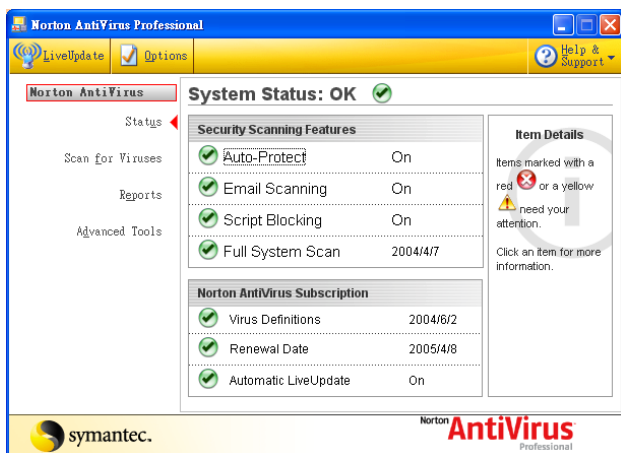 Norton AntiVirus Professional
LiveUpdate
Options
Help &
Support
Norton AntiVirus
Status
Scan for Viruses
Reports
Advanced Tools
System Status: OK
Security Scanning Features
Auto-Protect On
Email Scanning On
Script Blocking On
Full System Scan 2004/4/7
Norton AntiVirus Subscription
Virus Definitions 2004/6/2
Renewal Date 2005/4/8
Automatic LiveUpdate On
Item Details
Items marked with a
red or a yellow
need your
attention.
Click an item for more
information.
symantec.
Norton AntiVirus
Professional